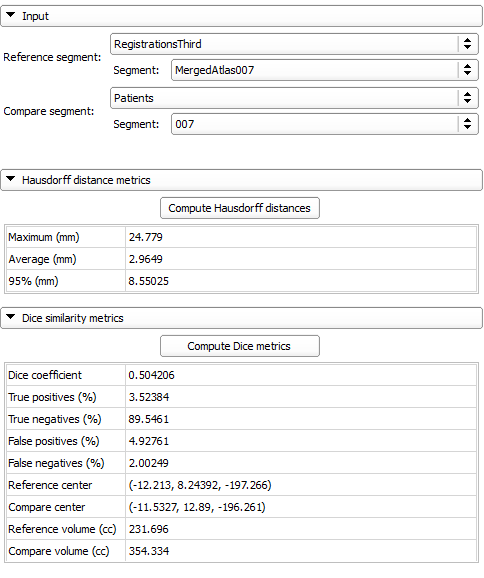 Input
Reference segment:
RegistrationsThird
Segment: MergedAtlas007
Compare segment:
Patients
Segment: 007
Hausdorff distance metrics
Compute Hausdorff distances
Maximum (mm) 24.779
Average (mm) 2.9649
95% (mm) 8.55025
Dice similarity metrics
Compute Dice metrics
Dice coefficient 0.504206
True positives (%) 3.52384
True negatives (%) 89.5461
False positives (%) 4.92761
False negatives (%) 2.00249
Reference center (-12.213, 8.24392, -197.266)
Compare center (-11.5327, 12.89, -196.261)
Reference volume (cc) 231.696
Compare volume (cc) 354.334